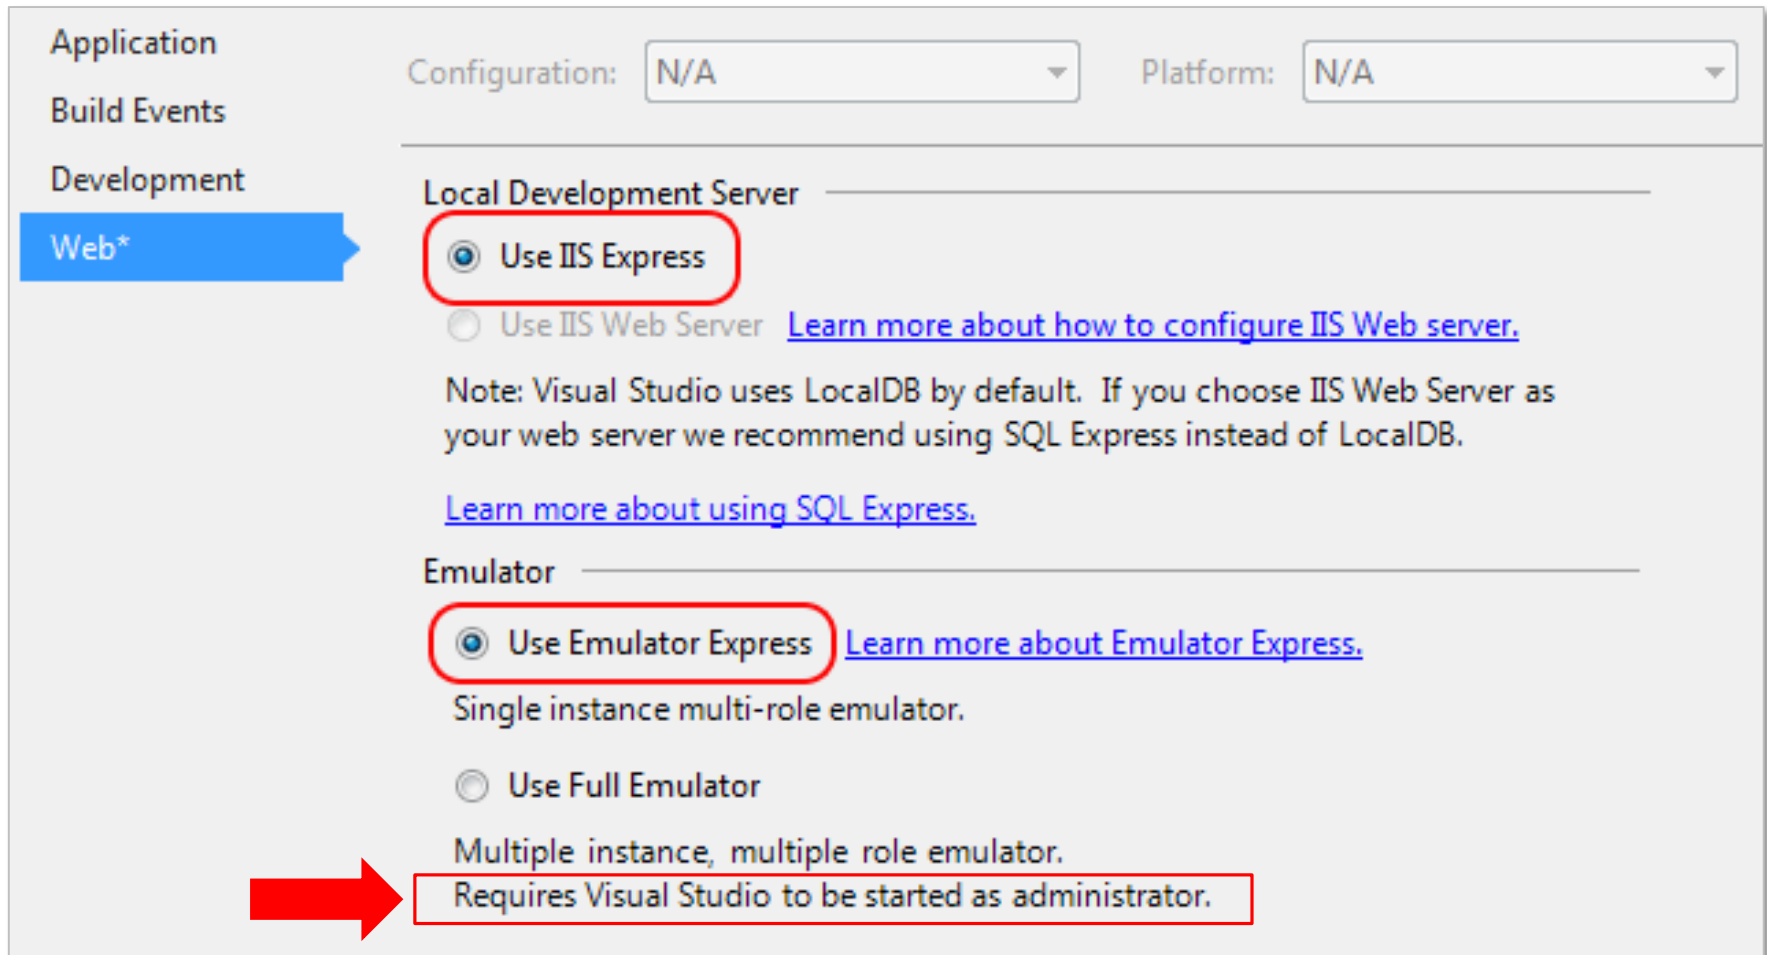 Application
Build Events
Development
Web*
Configuration: N/A Platform: N/A
Local Development Server
Use IIS Express
Use IIS Web Server Learn more about how to configure IIS Web server.
Note: Visual Studio uses LocalDB by default. If you choose IIS Web Server as
your web server we recommend using SQL Express instead of LocalDB.
Learn more about using SQL Express.
Emulator
Use Emulator Express Learn more about Emulator Express.
Single instance multi-role emulator.
Use Full Emulator
Multiple instance, multiple role emulator.
Requires Visual Studio to be started as administrator.